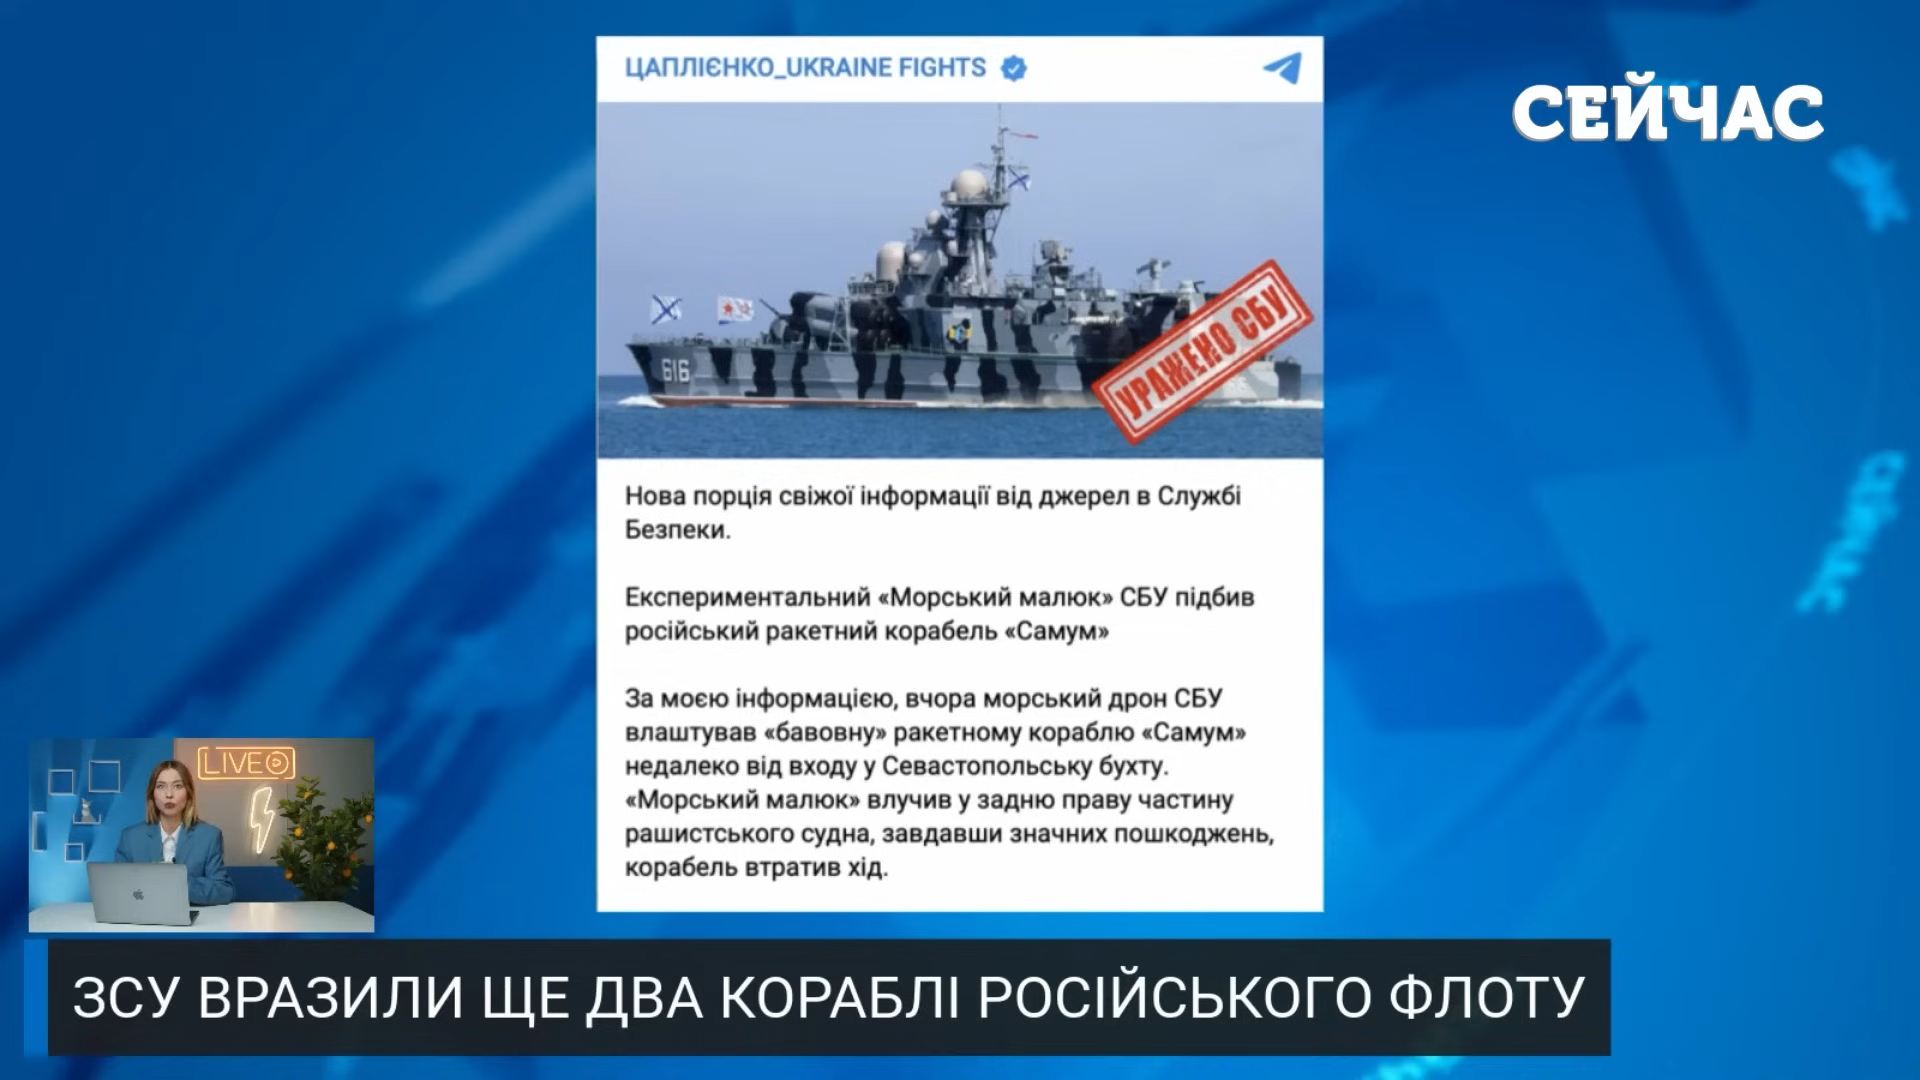 ЦАПЛІЄНКО_UKRAINE FIGHTS
СЕЙЧАС
616
УРАЖЕНО СБУ
Нова порція свіжої інформації від джерел в Службі
Безпеки.
Експериментальний «Морський малюк» СБУ підбив
російський ракетний корабель «Самум»
За моєю інформацією, вчора морський дрон СБУ
влаштував «бавовну» ракетному кораблю «Самум»
недалеко від входу у Севастопольську бухту.
«Морський малюк» влучив у задню праву частину
рашистського судна, завдавши значних пошкоджень,
корабель втратив хід.
LIVE
ЗСУ ВРАЗИЛИ ЩЕ ДВА КОРАБЛІ РОСІЙСЬКОГО ФЛОТУ